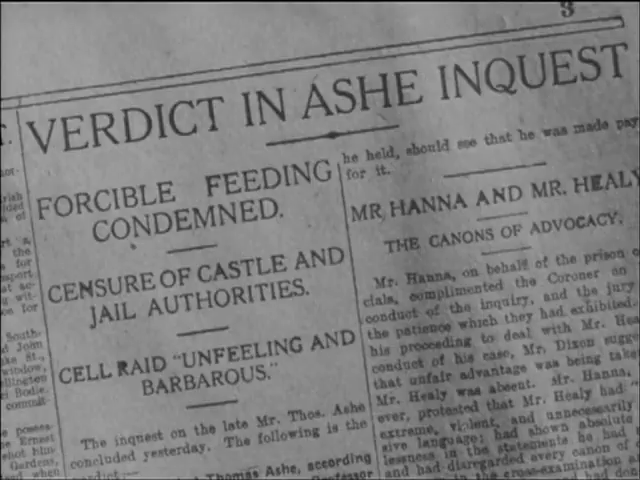 3
VERDICT IN ASHE INQUEST
FORCIBLE FEEDING
CONDEMNED.
CENSURE OF CASTLE AND
JAIL AUTHORITIES.
CELL RAID "UNFEELING AND
BARBAROUS."
The inquest on the late Mr. Thos. Ashe
concluded yesterday. The following is the
Thomas Ashe, according
he held, should see that he was made pay
for it.
MR. HANNA AND MR. HEALY
THE CANONS OF ADVOCACY.
Mr. Hanna, on behalf of the prison
cials, complimented the Coroner on
conduct of the inquiry, and the jury
the patience which they had exhibited.
his proceeding to deal with Mr.
conduct of his case, Mr. Dixon
that unfair advantage was being
Mr. Healy was absent. Mr. Hanna,
ever, protested that Mr. Healy had
extreme, violent, and unnecessarily
sive language; had shown absolute
lessness in the statements he had
and had disregarded every canon of